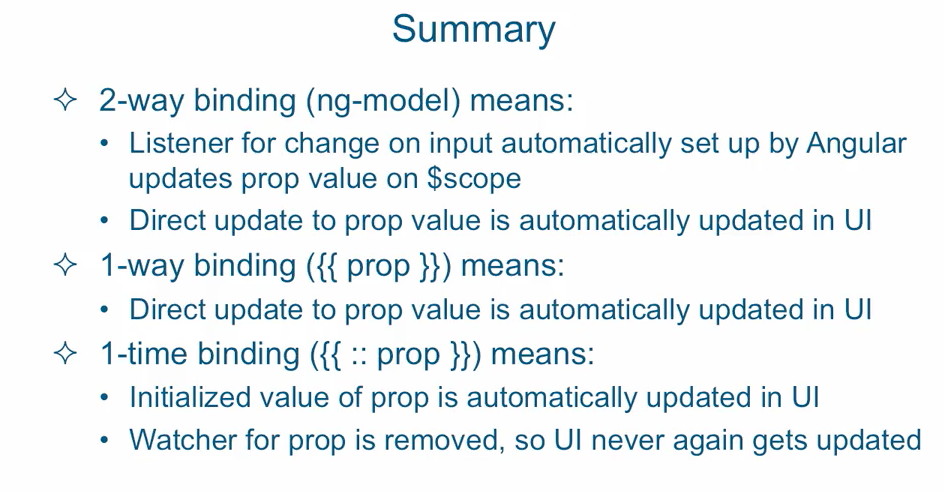 Summary
✧ 2-way binding (ng-model) means:
• Listener for change on input automatically set up by Angular
updates prop value on $scope
• Direct update to prop value is automatically updated in UI
✧ 1-way binding ({{ prop }}) means:
• Direct update to prop value is automatically updated in UI
✧ 1-time binding ({{ :: prop }}) means:
• Initialized value of prop is automatically updated in UI
• Watcher for prop is removed, so UI never again gets updated